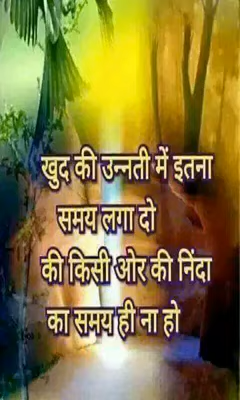 खुद की उन्नती में इतना
समय लगा दो
की किसी ओर की निंदा
का समय ही ना हो